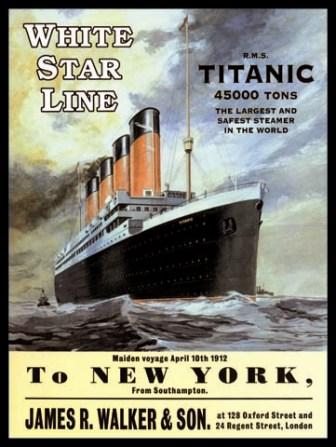 WHITE
STAR
LINE
R.M.S.
TITANIC
45000 TONS
THE LARGEST AND
SAFEST STEAMER
IN THE WORLD
TITANIC
Maiden voyage April 10th 1912
To NEW YORK,
From Southampton.
JAMES R. WALKER & SON.
at 128 Oxford Street and
24 Regent Street, London